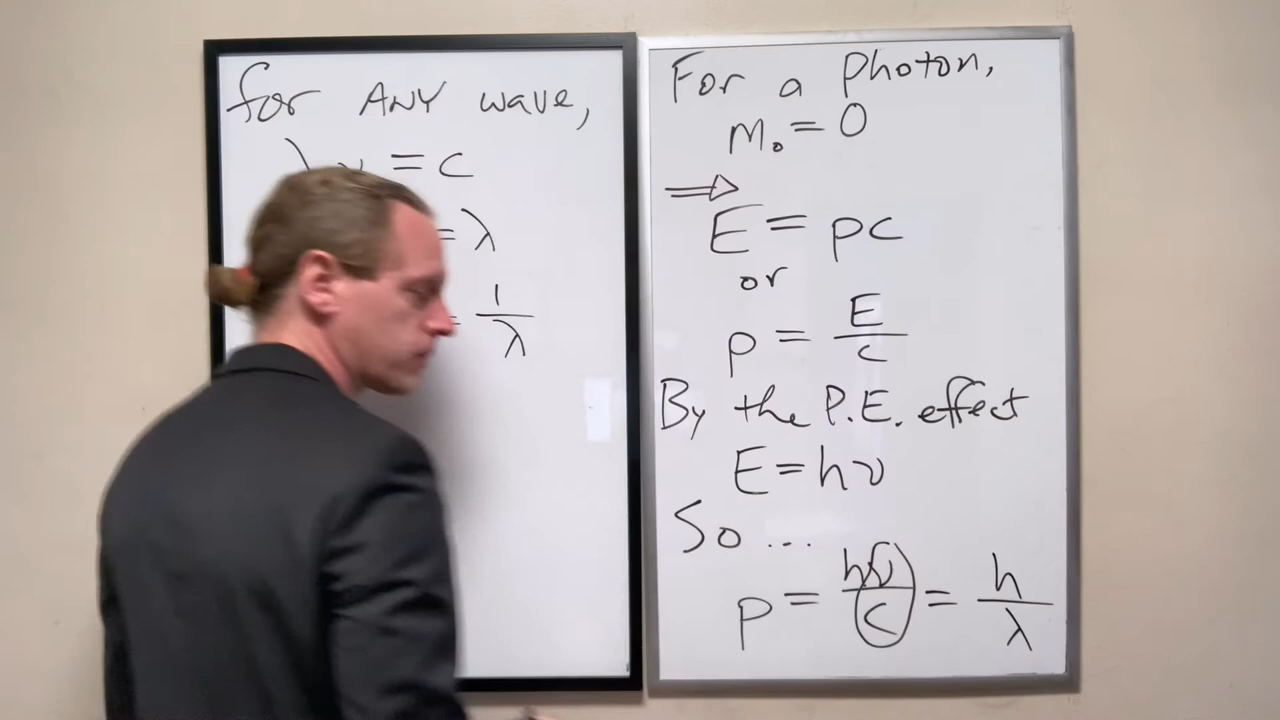 for ANY wave,
= c
= λ
= 1/λ
For a photon,
m₀ = 0
⇒
E = pc
or
p = E/c
By the P.E. effect
E = hν
So ...
p = hν/c = h/λ